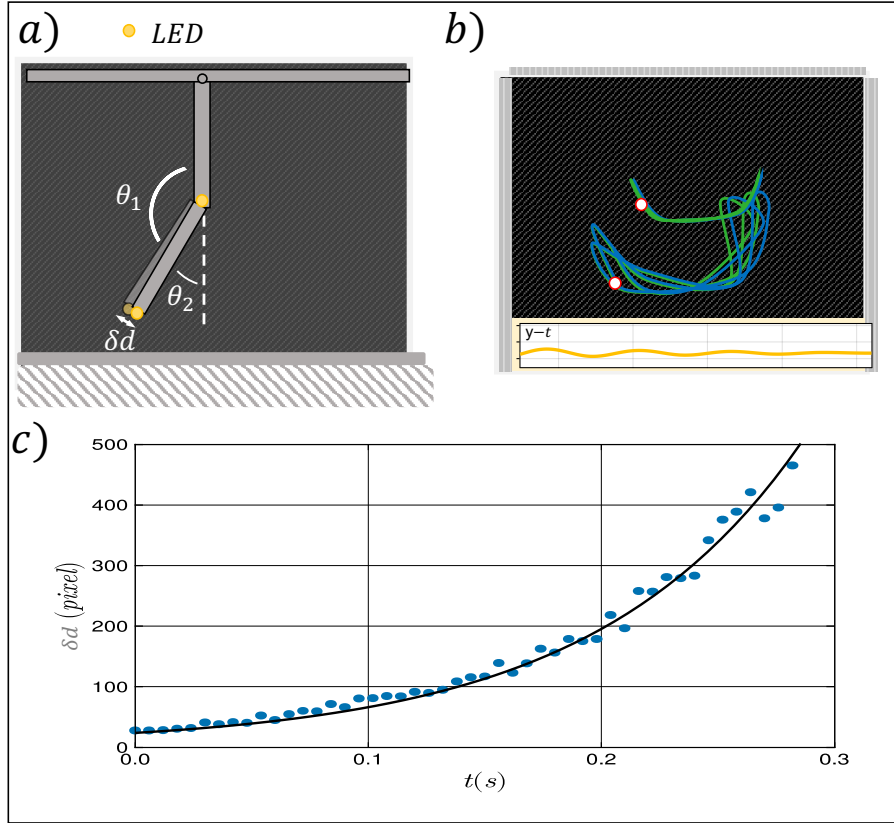 a)
LED
θ₁
θ₂
δd
b)
y−t
c)
500
400
300
200
100
0
δd (pixel)
0.0
0.1
0.2
0.3
t(s)